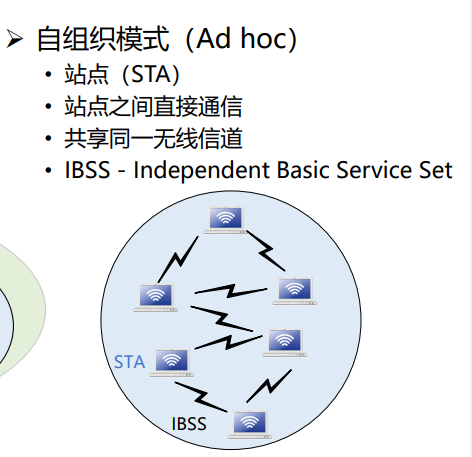 ➢ 自组织模式（Ad hoc）
• 站点（STA）
• 站点之间直接通信
• 共享同一无线信道
• IBSS - Independent Basic Service Set
STA
IBSS